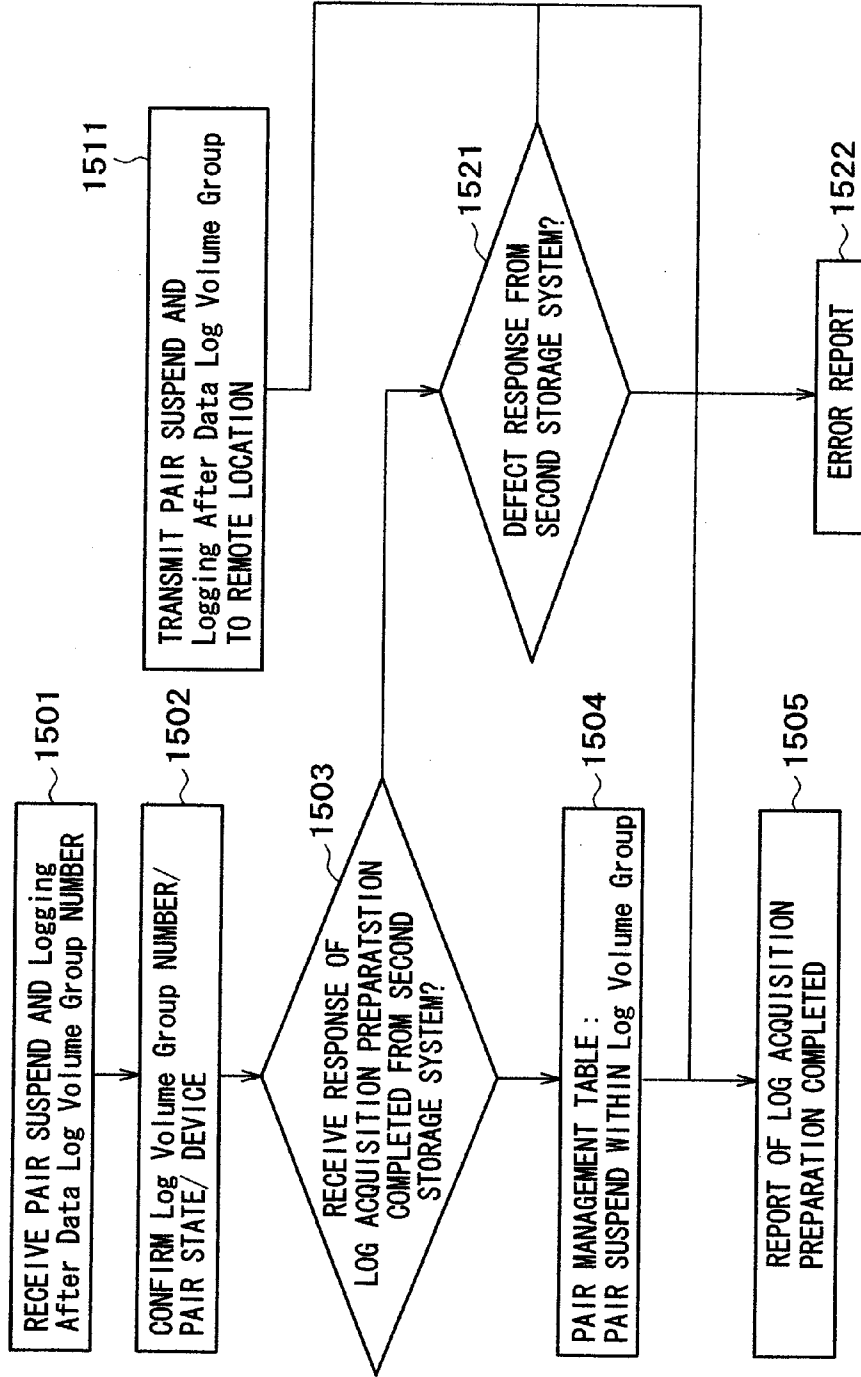 1501
RECEIVE PAIR SUSPEND AND Logging
After Data Log Volume Group NUMBER
1502
CONFIRM Log Volume Group NUMBER/
PAIR STATE/ DEVICE
1503
RECEIVE RESPONSE OF
LOG ACQUISITION PREPARATSTION
COMPLETED FROM SECOND
STORAGE SYSTEM?
1504
PAIR MANAGEMENT TABLE:
PAIR SUSPEND WITHIN Log Volume Group
1505
REPORT OF LOG ACQUISITION
PREPARATION COMPLETED
1511
TRANSMIT PAIR SUSPEND AND
Logging After Data Log Volume Group
TO REMOTE LOCATION
1521
DEFECT RESPONSE FROM
SECOND STORAGE SYSTEM?
1522
ERROR REPORT